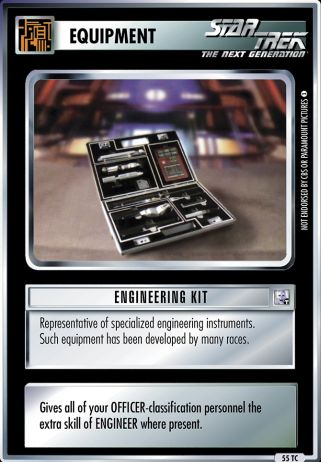 EQUIPMENT
STAR TREK
THE NEXT GENERATION
NOT ENDORSED BY CBS OR PARAMOUNT PICTURES
ENGINEERING KIT
Representative of specialized engineering instruments.
Such equipment has been developed by many races.
Gives all of your OFFICER-classification personnel the
extra skill of ENGINEER where present.
55 TC